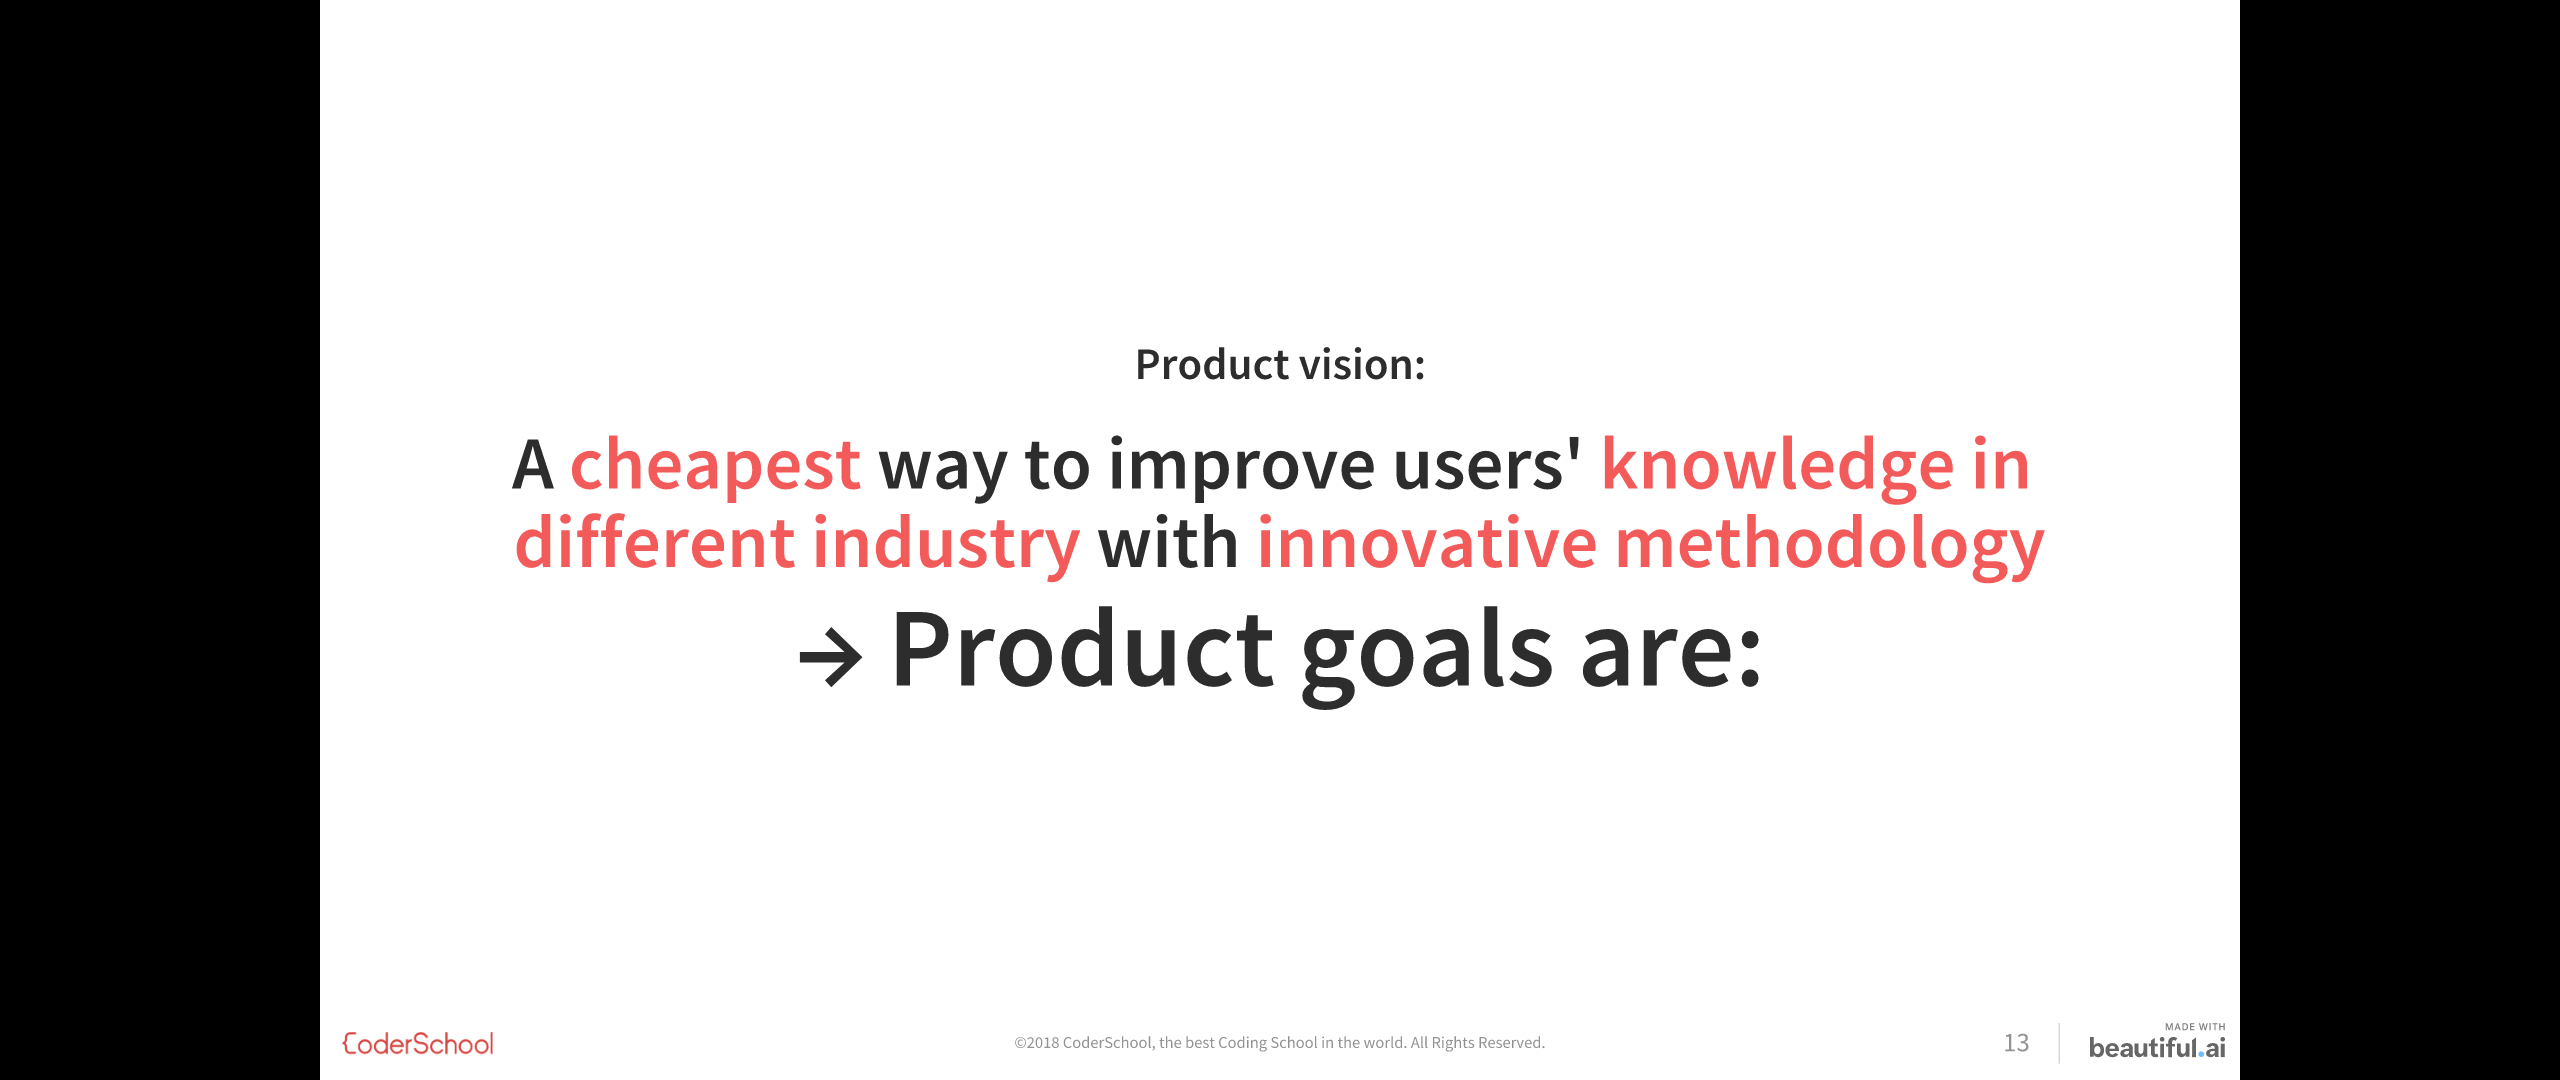 Product vision:
A cheapest way to improve users' knowledge in
different industry with innovative methodology
→ Product goals are:
{CoderSchool
©2018 CoderSchool, the best Coding School in the world. All Rights Reserved.
13
MADE WITH
beautiful.ai